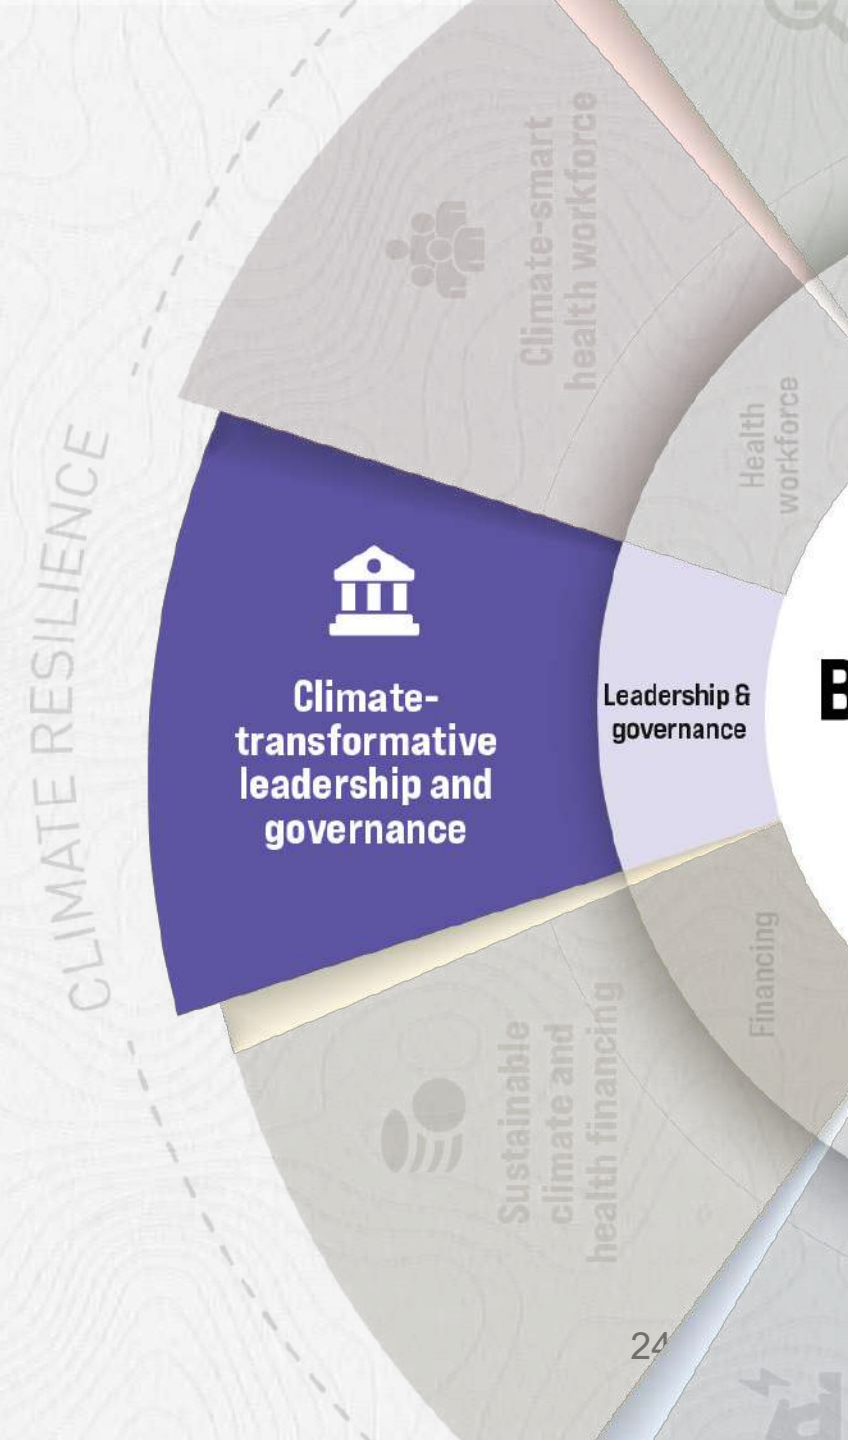 Climate-smart
health workforce
Health
workforce
CLIMATE RESILIENCE
Climate-
transformative
leadership and
governance
Leadership &
governance
B
Financing
Sustainable
climate and
health financing
24